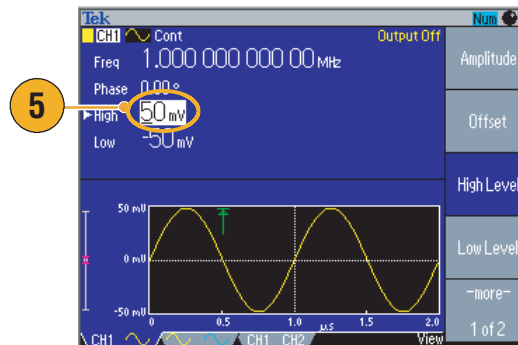 Tek Num
CH1 Cont Output Off
Freq 1.000 000 000 00 MHz
Phase 0.00 °
High 50 mV
Low -50 mV
5
Amplitude
Offset
High Level
Low Level
-more-
1 of 2
50 mV
0 mV
-50 mV
0 0.5 1.0 μs 1.5 2.0
CH1 CH1 CH2 View